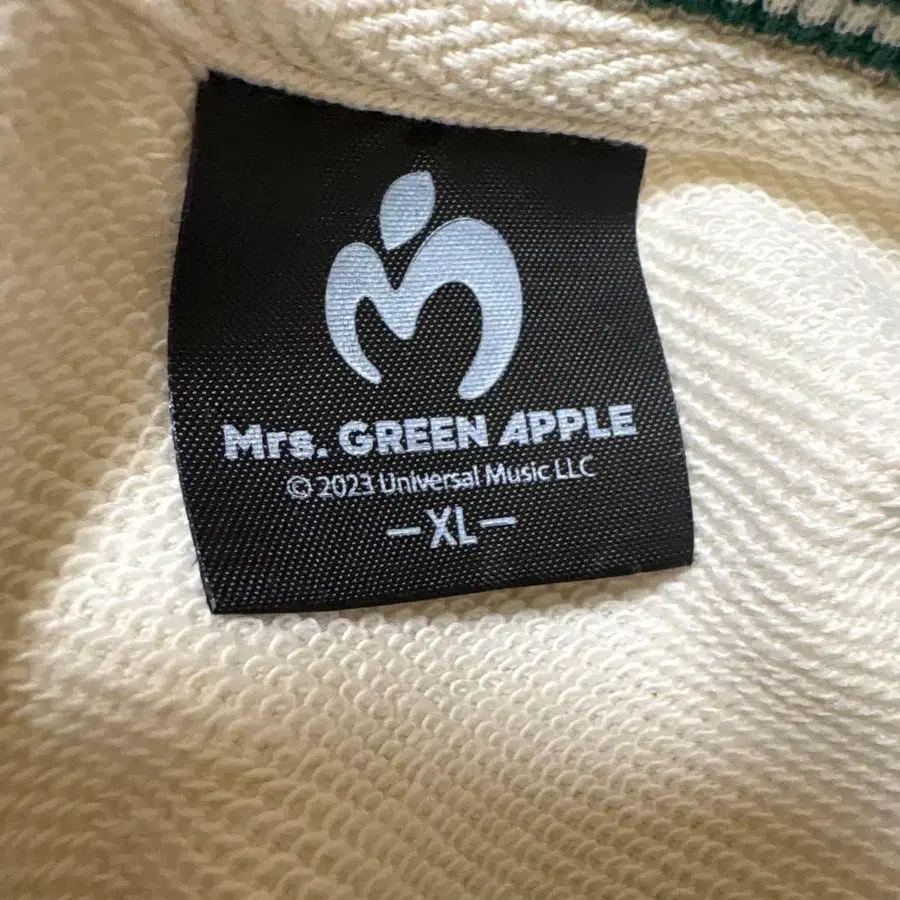 Mrs. GREEN APPLE
© 2023 Universal Music LLC
-XL-